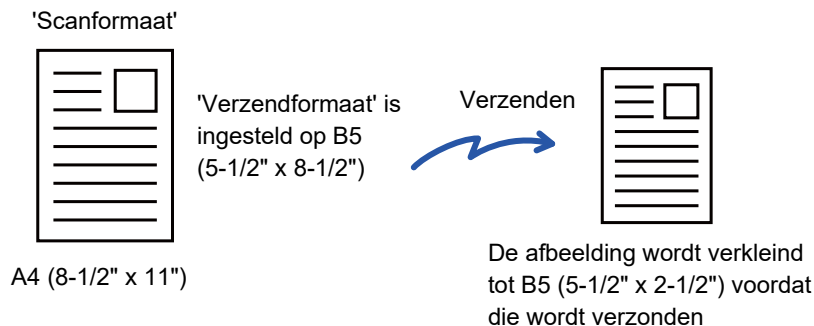 'Scanformaat'
'Verzendformaat' is
ingesteld op B5
(5-1/2" x 8-1/2")
Verzenden
A4 (8-1/2" x 11")
De afbeelding wordt verkleind
tot B5 (5-1/2" x 2-1/2") voordat
die wordt verzonden